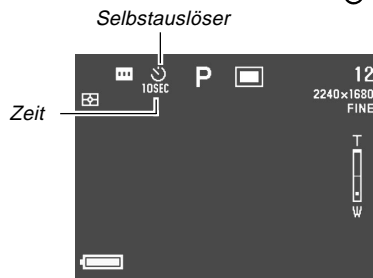 Selbstauslöser
P
12
10SEC
2240×1680
FINE
Zeit
T
W